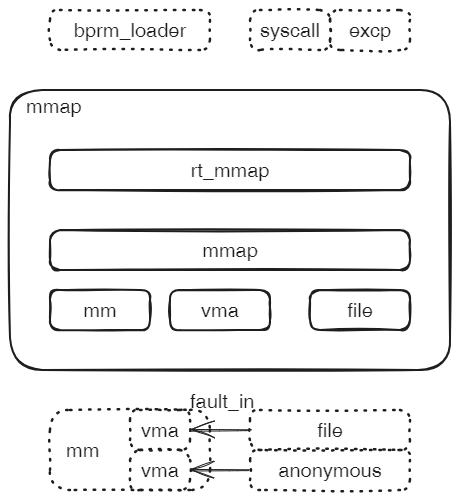 bprm_loader syscall excp
mmap
rt_mmap
mmap
mm vma file
fault_in
vma file
mm
vma anonymous